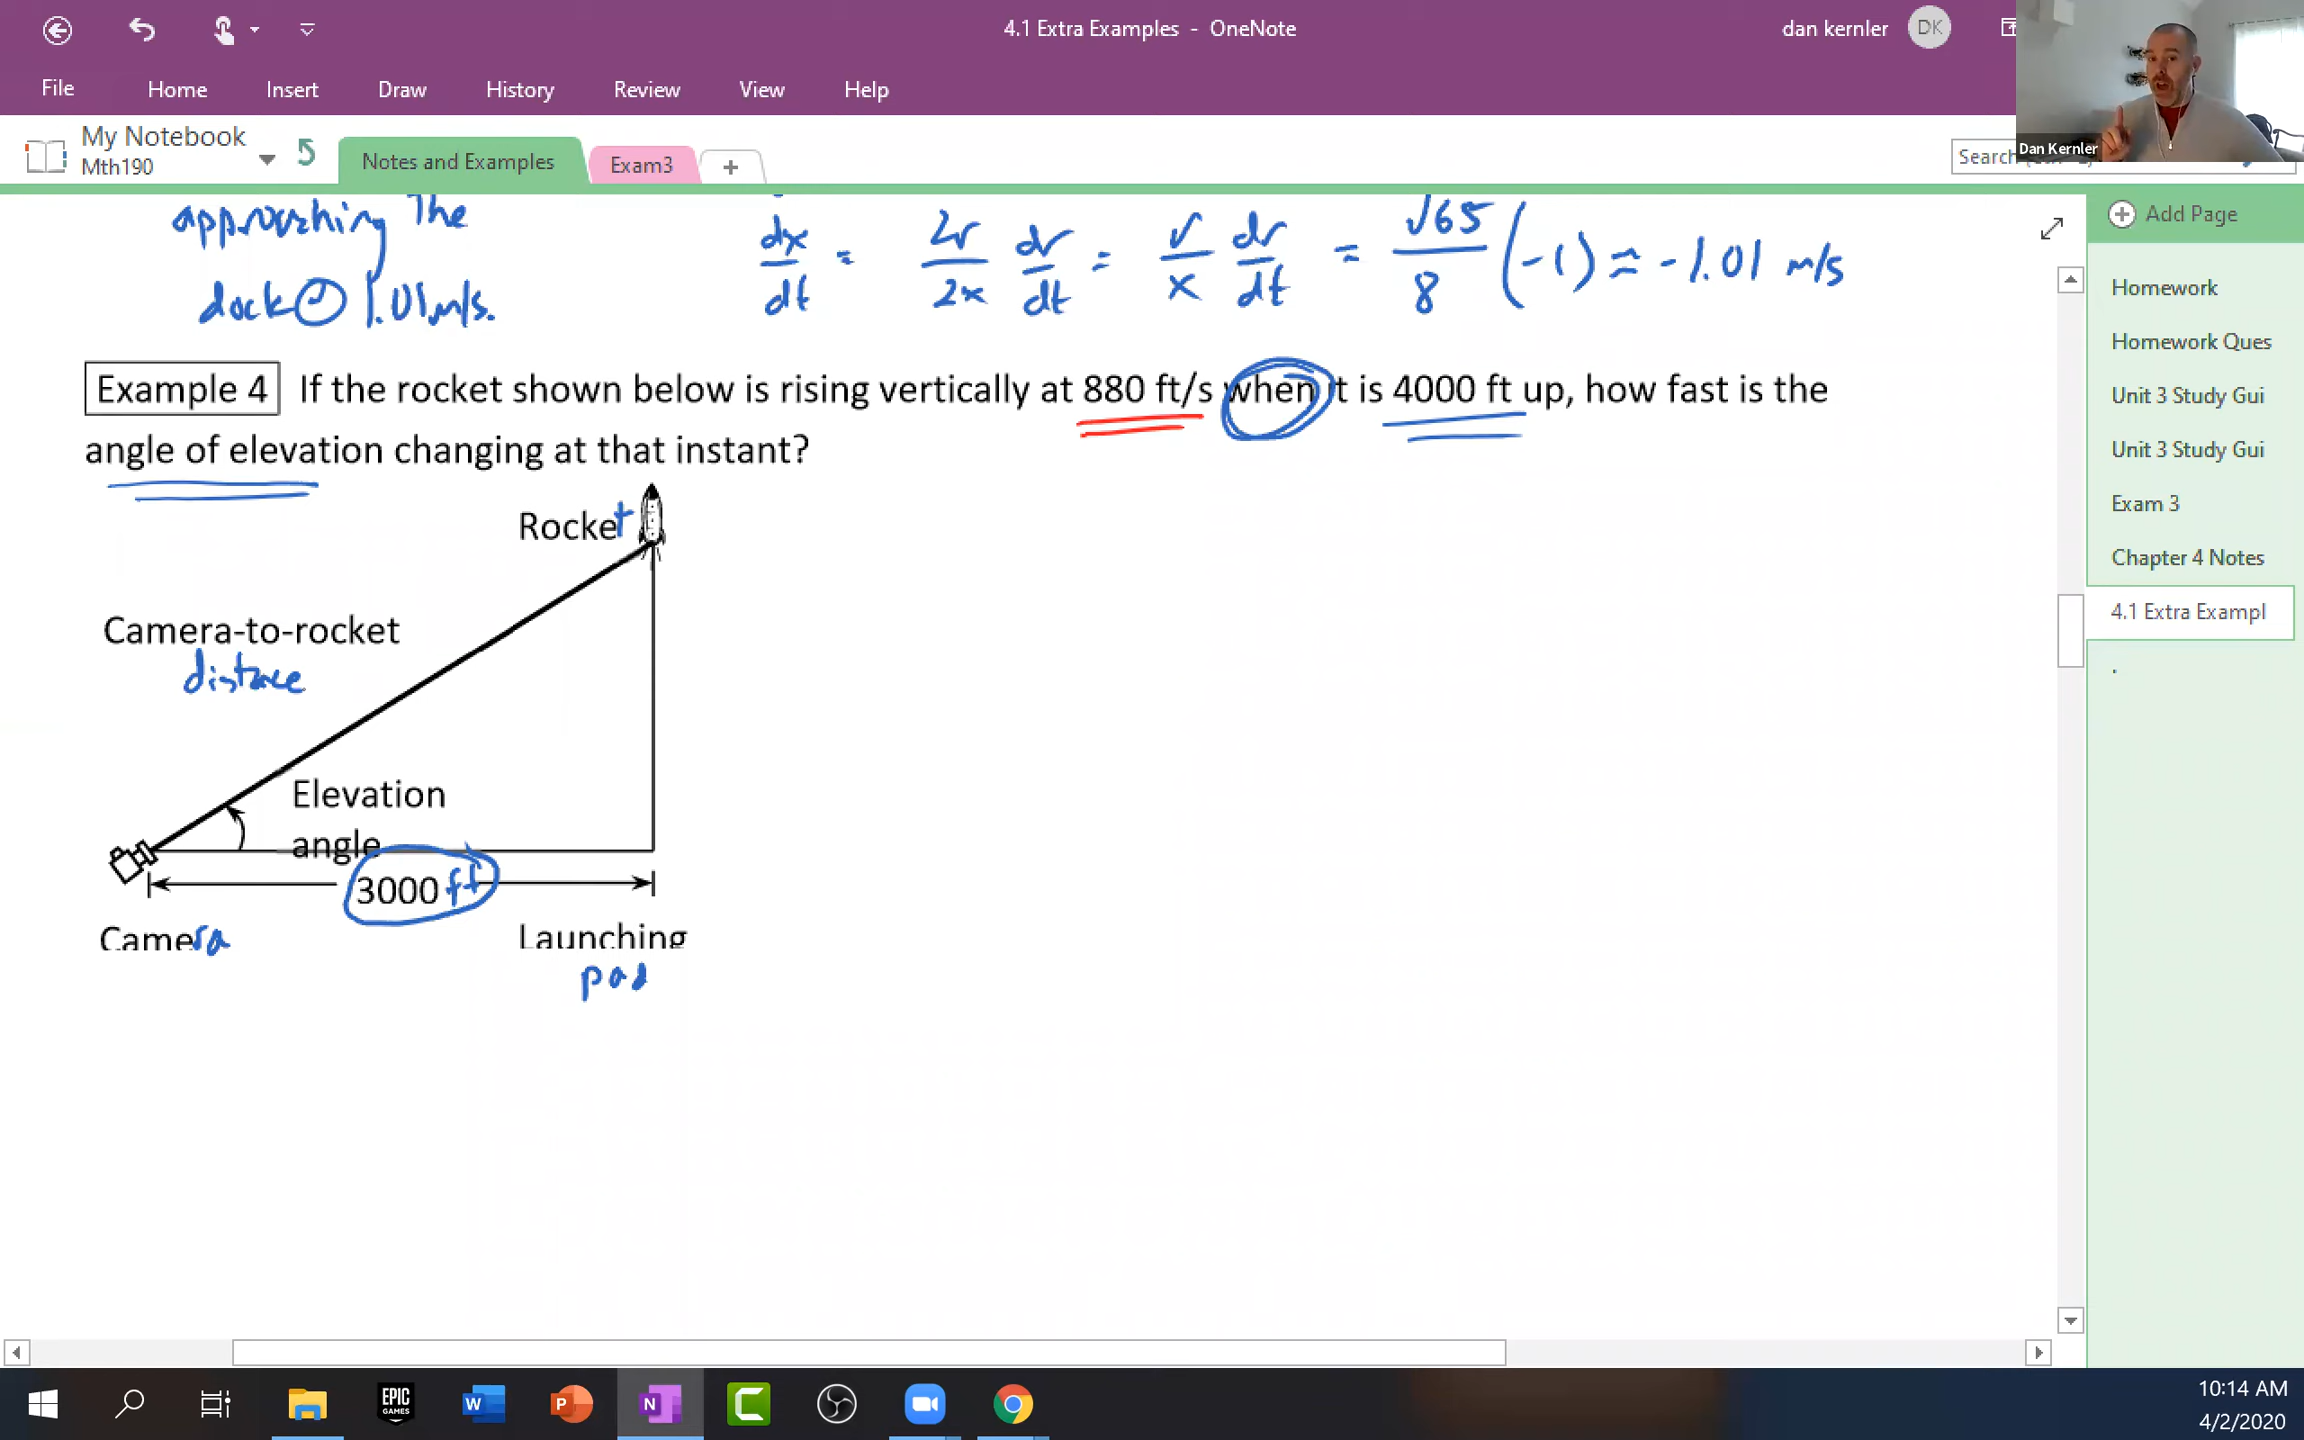 4.1 Extra Examples - OneNote
dan kernler DK
File Home Insert Draw History Review View Help
My Notebook
Mth190
Notes and Examples
Exam3
Search
Dan Kernler
Add Page
Homework
Homework Ques
Unit 3 Study Gui
Unit 3 Study Gui
Exam 3
Chapter 4 Notes
4.1 Extra Exampl
.
approaching the
dock @ 1.01 m/s.
dx/dt = 2r/2x dr/dt = r/x dr/dt = √65/8 (-1) ≈ -1.01 m/s
Example 4 If the rocket shown below is rising vertically at 880 ft/s when it is 4000 ft up, how fast is the
angle of elevation changing at that instant?
Rocket
Camera-to-rocket
distance
Elevation
angle
3000 ft
Camera
Launching
pad
EPIC
GAMES
W
P
N
C
10:14 AM
4/2/2020